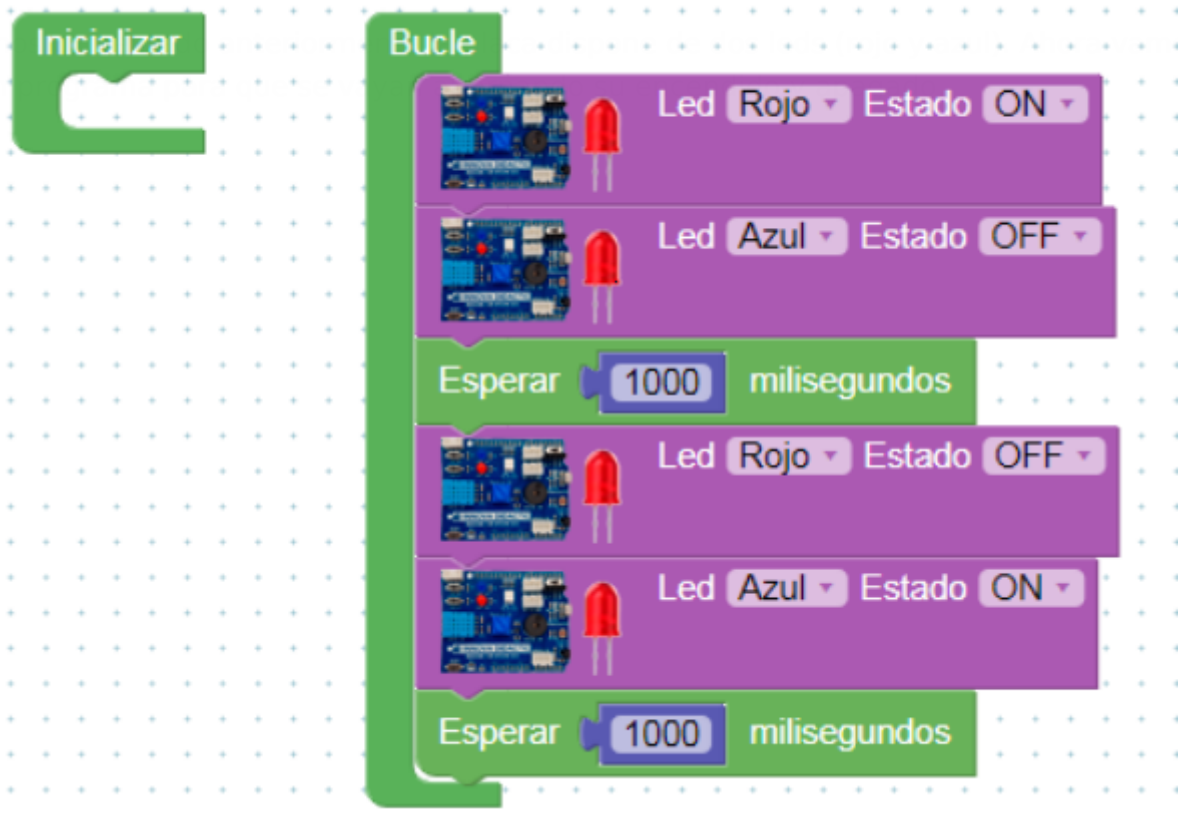 Inicializar
Bucle
Led Rojo Estado ON
Led Azul Estado OFF
Esperar 1000 milisegundos
Led Rojo Estado OFF
Led Azul Estado ON
Esperar 1000 milisegundos